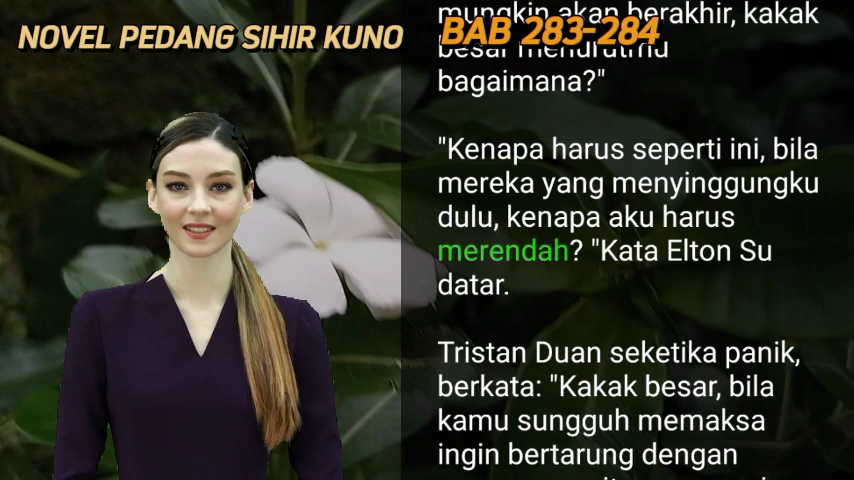 NOVEL PEDANG SIHIR KUNO
BAB 283-284
mungkin akan berakhir, kakak
besar menurutmu
bagaimana?"
"Kenapa harus seperti ini, bila
mereka yang menyinggungku
dulu, kenapa aku harus
merendah? "Kata Elton Su
datar.
Tristan Duan seketika panik,
berkata: "Kakak besar, bila
kamu sungguh memaksa
ingin bertarung dengan